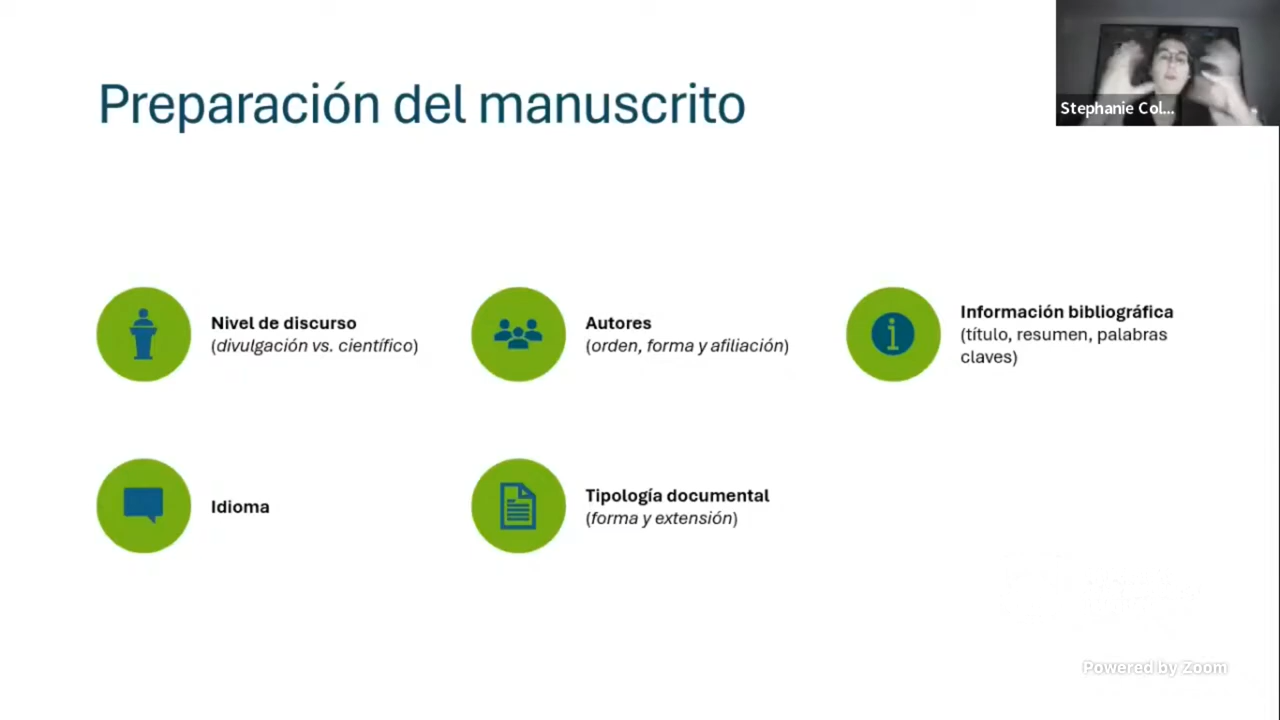 Preparación del manuscrito
Stephanie Col...
Nivel de discurso
(divulgación vs. científico)
Autores
(orden, forma y afiliación)
Información bibliográfica
(título, resumen, palabras
claves)
Idioma
Tipología documental
(forma y extensión)
Powered by Zoom